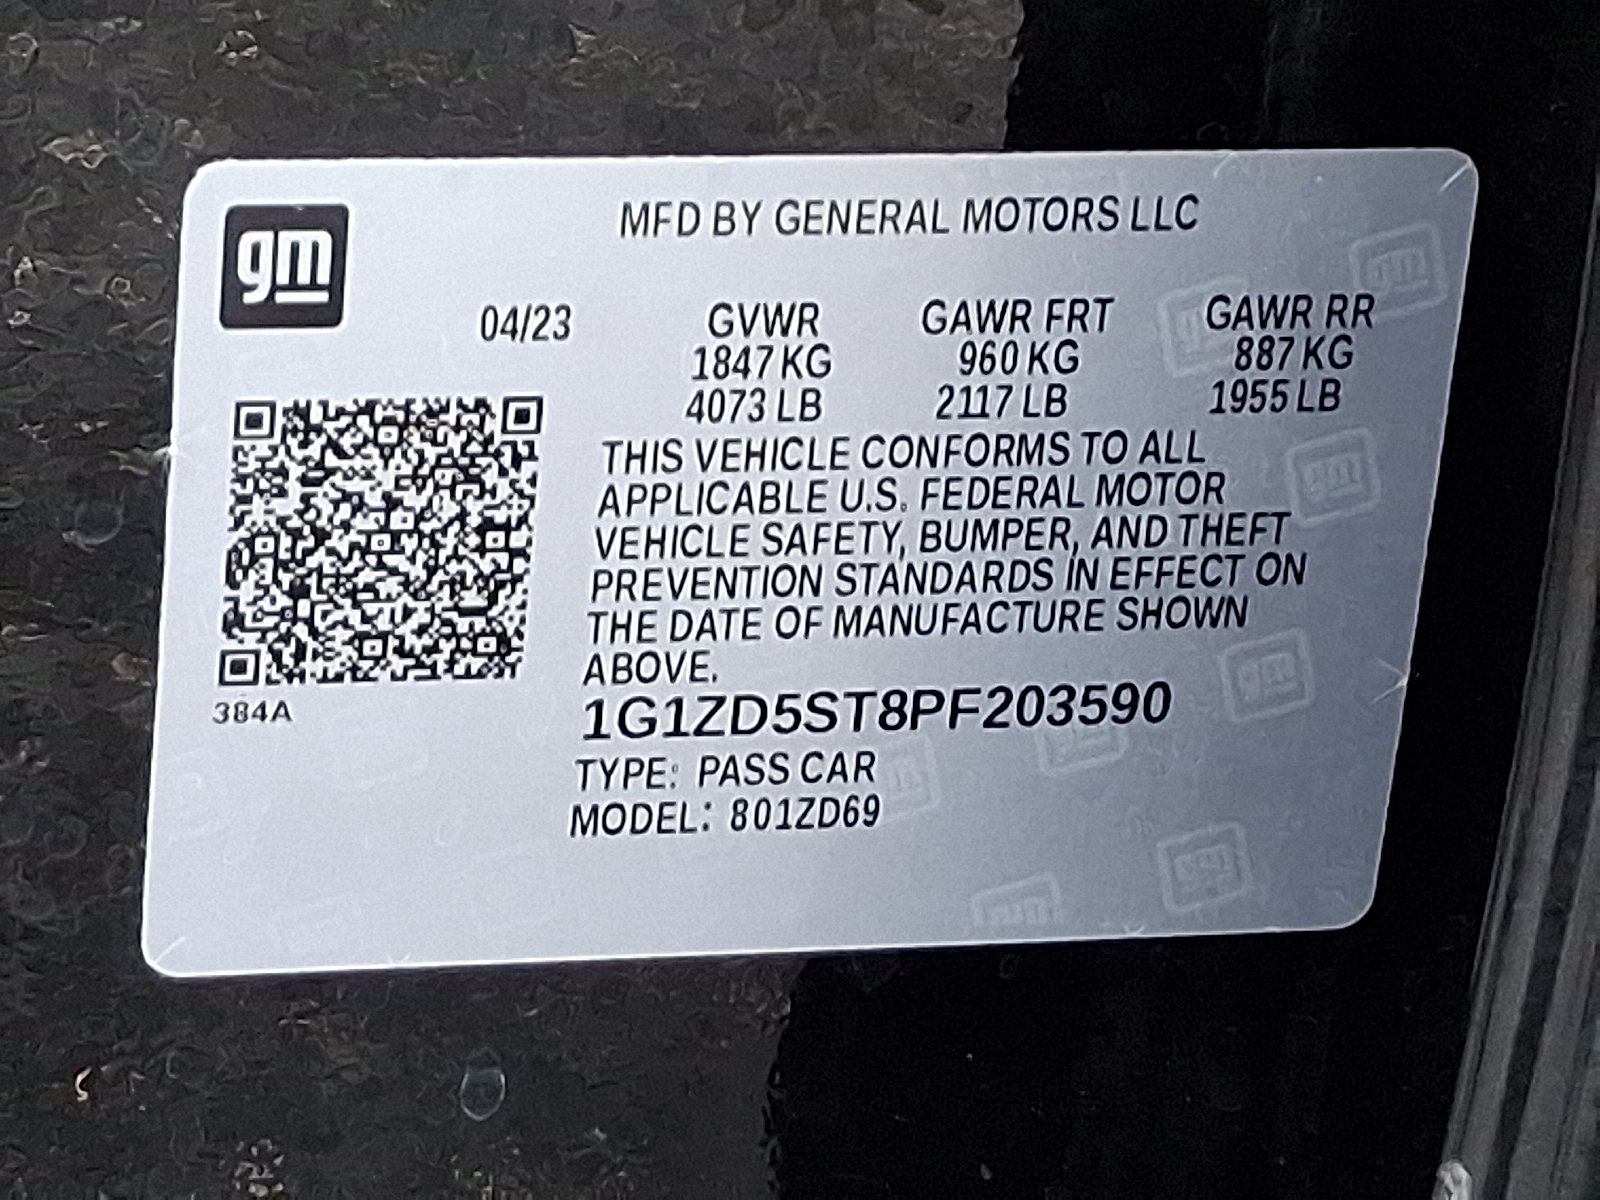 gm
MFD BY GENERAL MOTORS LLC
04/23 GVWR GAWR FRT GAWR RR
1847 KG 960 KG 887 KG
4073 LB 2117 LB 1955 LB
THIS VEHICLE CONFORMS TO ALL
APPLICABLE U.S. FEDERAL MOTOR
VEHICLE SAFETY, BUMPER, AND THEFT
PREVENTION STANDARDS IN EFFECT ON
THE DATE OF MANUFACTURE SHOWN
ABOVE.
384A
1G1ZD5ST8PF203590
TYPE: PASS CAR
MODEL: 801ZD69